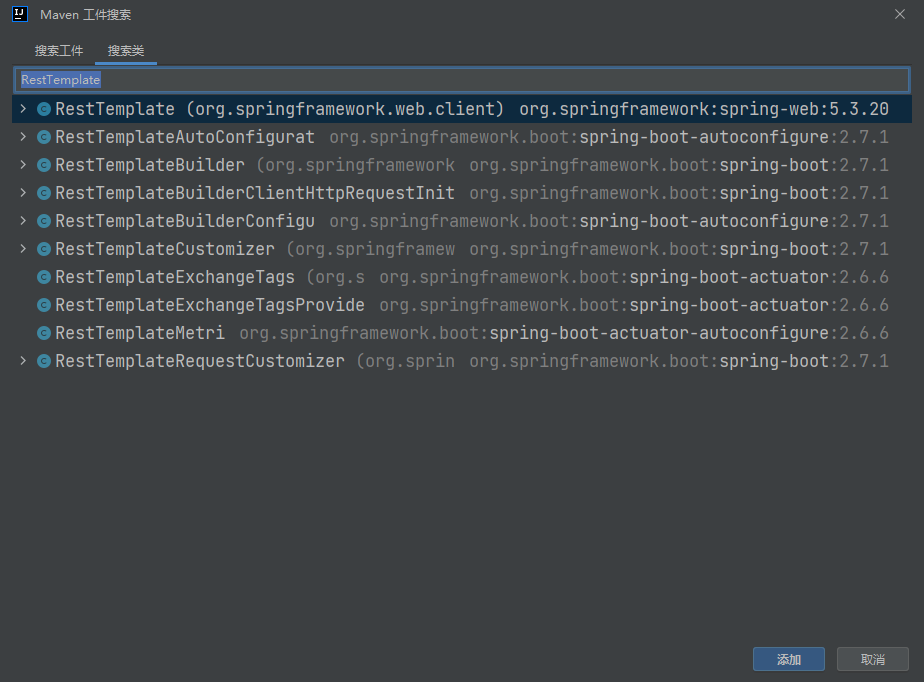 Maven 工件搜索
搜索工件 搜索类
RestTemplate
RestTemplate (org.springframework.web.client) org.springframework:spring-web:5.3.20
RestTemplateAutoConfigurat org.springframework.boot:spring-boot-autoconfigure:2.7.1
RestTemplateBuilder (org.springframework org.springframework.boot:spring-boot:2.7.1
RestTemplateBuilderClientHttpRequestInit org.springframework.boot:spring-boot:2.7.1
RestTemplateBuilderConfigu org.springframework.boot:spring-boot-autoconfigure:2.7.1
RestTemplateCustomizer (org.springframew org.springframework.boot:spring-boot:2.7.1
RestTemplateExchangeTags (org.s org.springframework.boot:spring-boot-actuator:2.6.6
RestTemplateExchangeTagsProvide org.springframework.boot:spring-boot-actuator:2.6.6
RestTemplateMetri org.springframework.boot:spring-boot-actuator-autoconfigure:2.6.6
RestTemplateRequestCustomizer (org.sprin org.springframework.boot:spring-boot:2.7.1
添加 取消